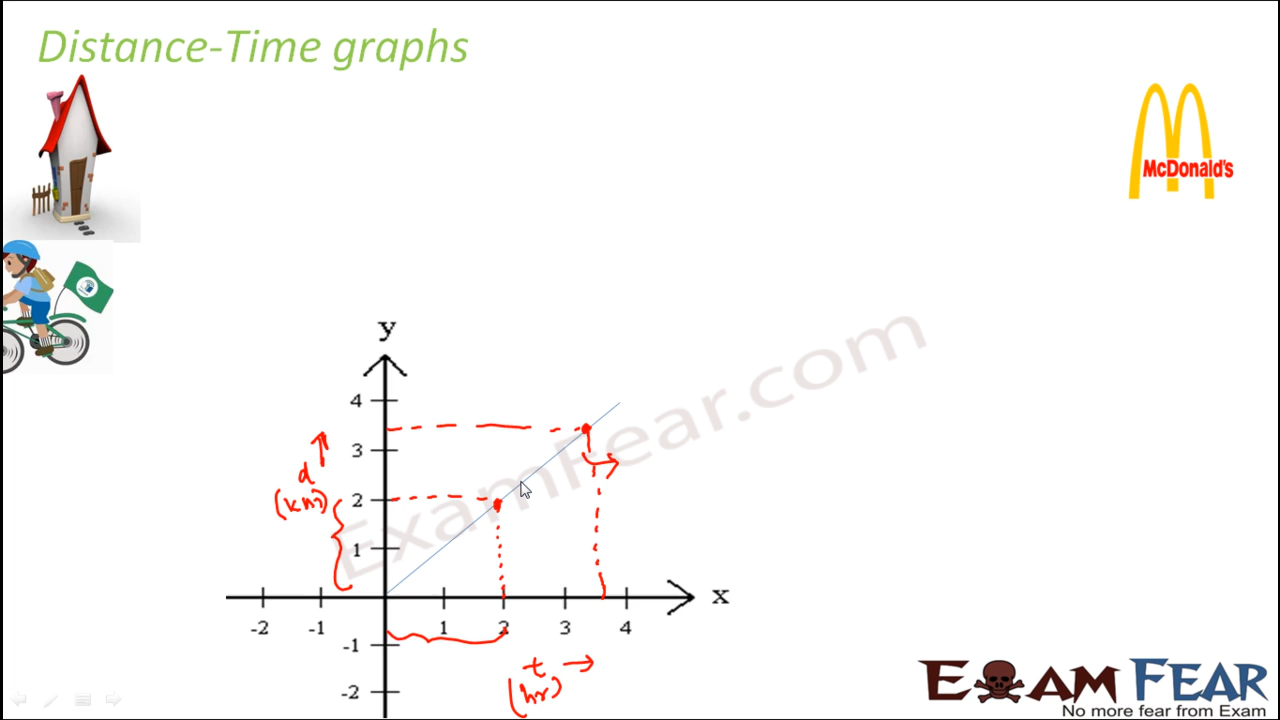 Distance-Time graphs
McDonald's
y
4
3
d
(km)
2
1
ExamFear.com
x
-2
-1
1
2
3
4
-1
t
(hr)
-2
EXAM FEAR
No more fear from Exam